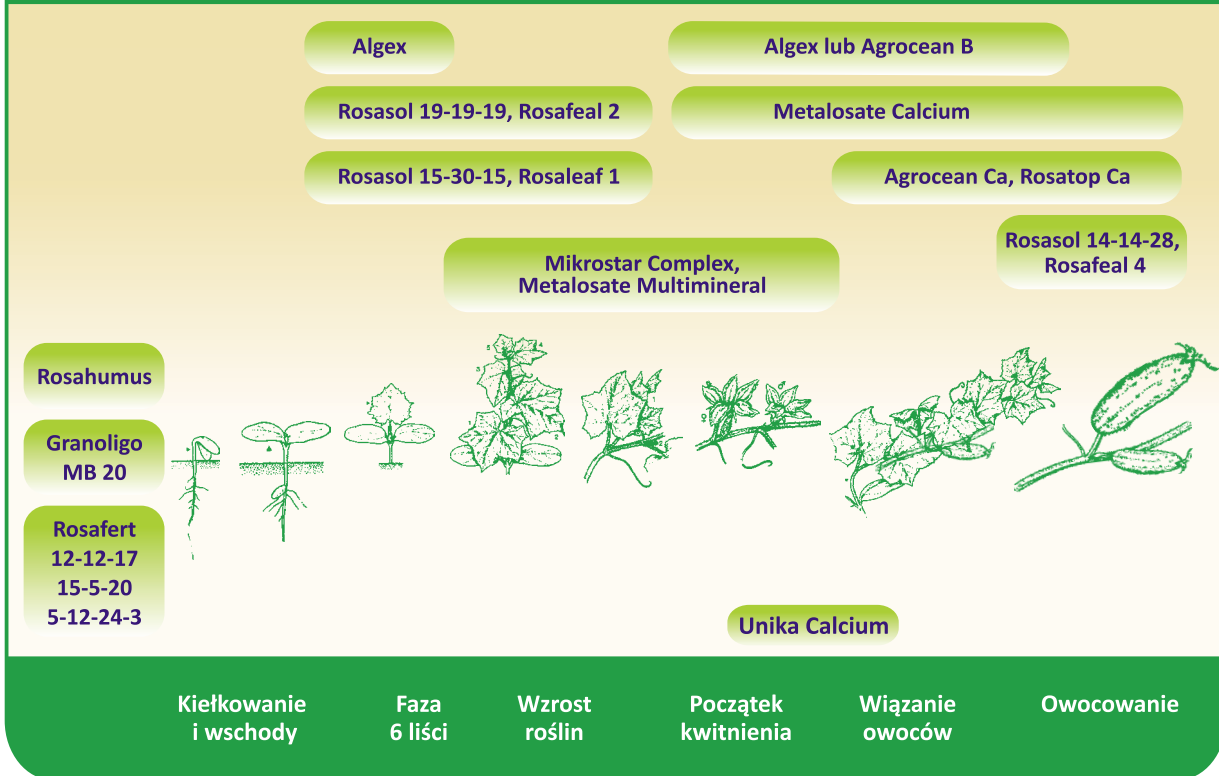 Algex
Algex lub Agrocean B
Rosasol 19-19-19, Rosafeal 2
Metalosate Calcium
Rosasol 15-30-15, Rosaleaf 1
Agrocean Ca, Rosatop Ca
Rosasol 14-14-28,
Rosafeal 4
Mikrostar Complex,
Metalosate Multimineral
Rosahumus
Granoligo
MB 20
Rosafert
12-12-17
15-5-20
5-12-24-3
Unika Calcium
Kiełkowanie
i wschody
Faza
6 liści
Wzrost
roślin
Początek
kwitnienia
Wiązanie
owoców
Owocowanie